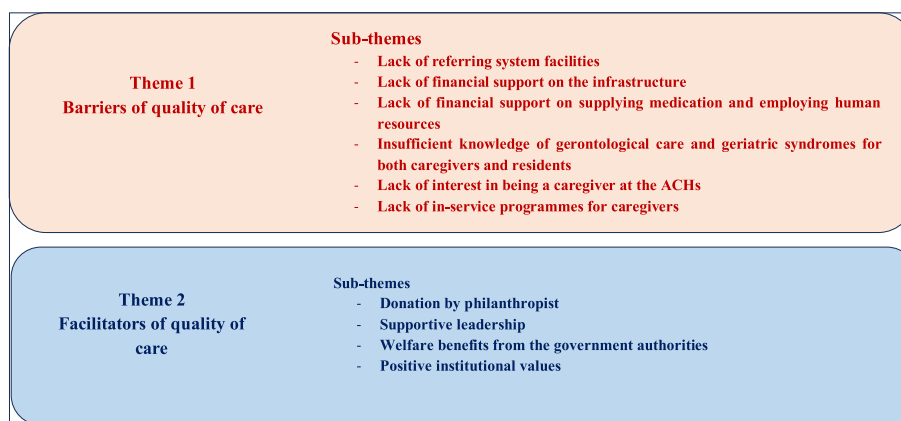 Theme 1
Barriers of quality of care
Sub-themes
- Lack of referring system facilities
- Lack of financial support on the infrastructure
- Lack of financial support on supplying medication and employing human
resources
- Insufficient knowledge of gerontological care and geriatric syndromes for
both caregivers and residents
- Lack of interest in being a caregiver at the ACHs
- Lack of in-service programmes for caregivers
Theme 2
Facilitators of quality of
care
Sub-themes
- Donation by philanthropist
- Supportive leadership
- Welfare benefits from the government authorities
- Positive institutional values